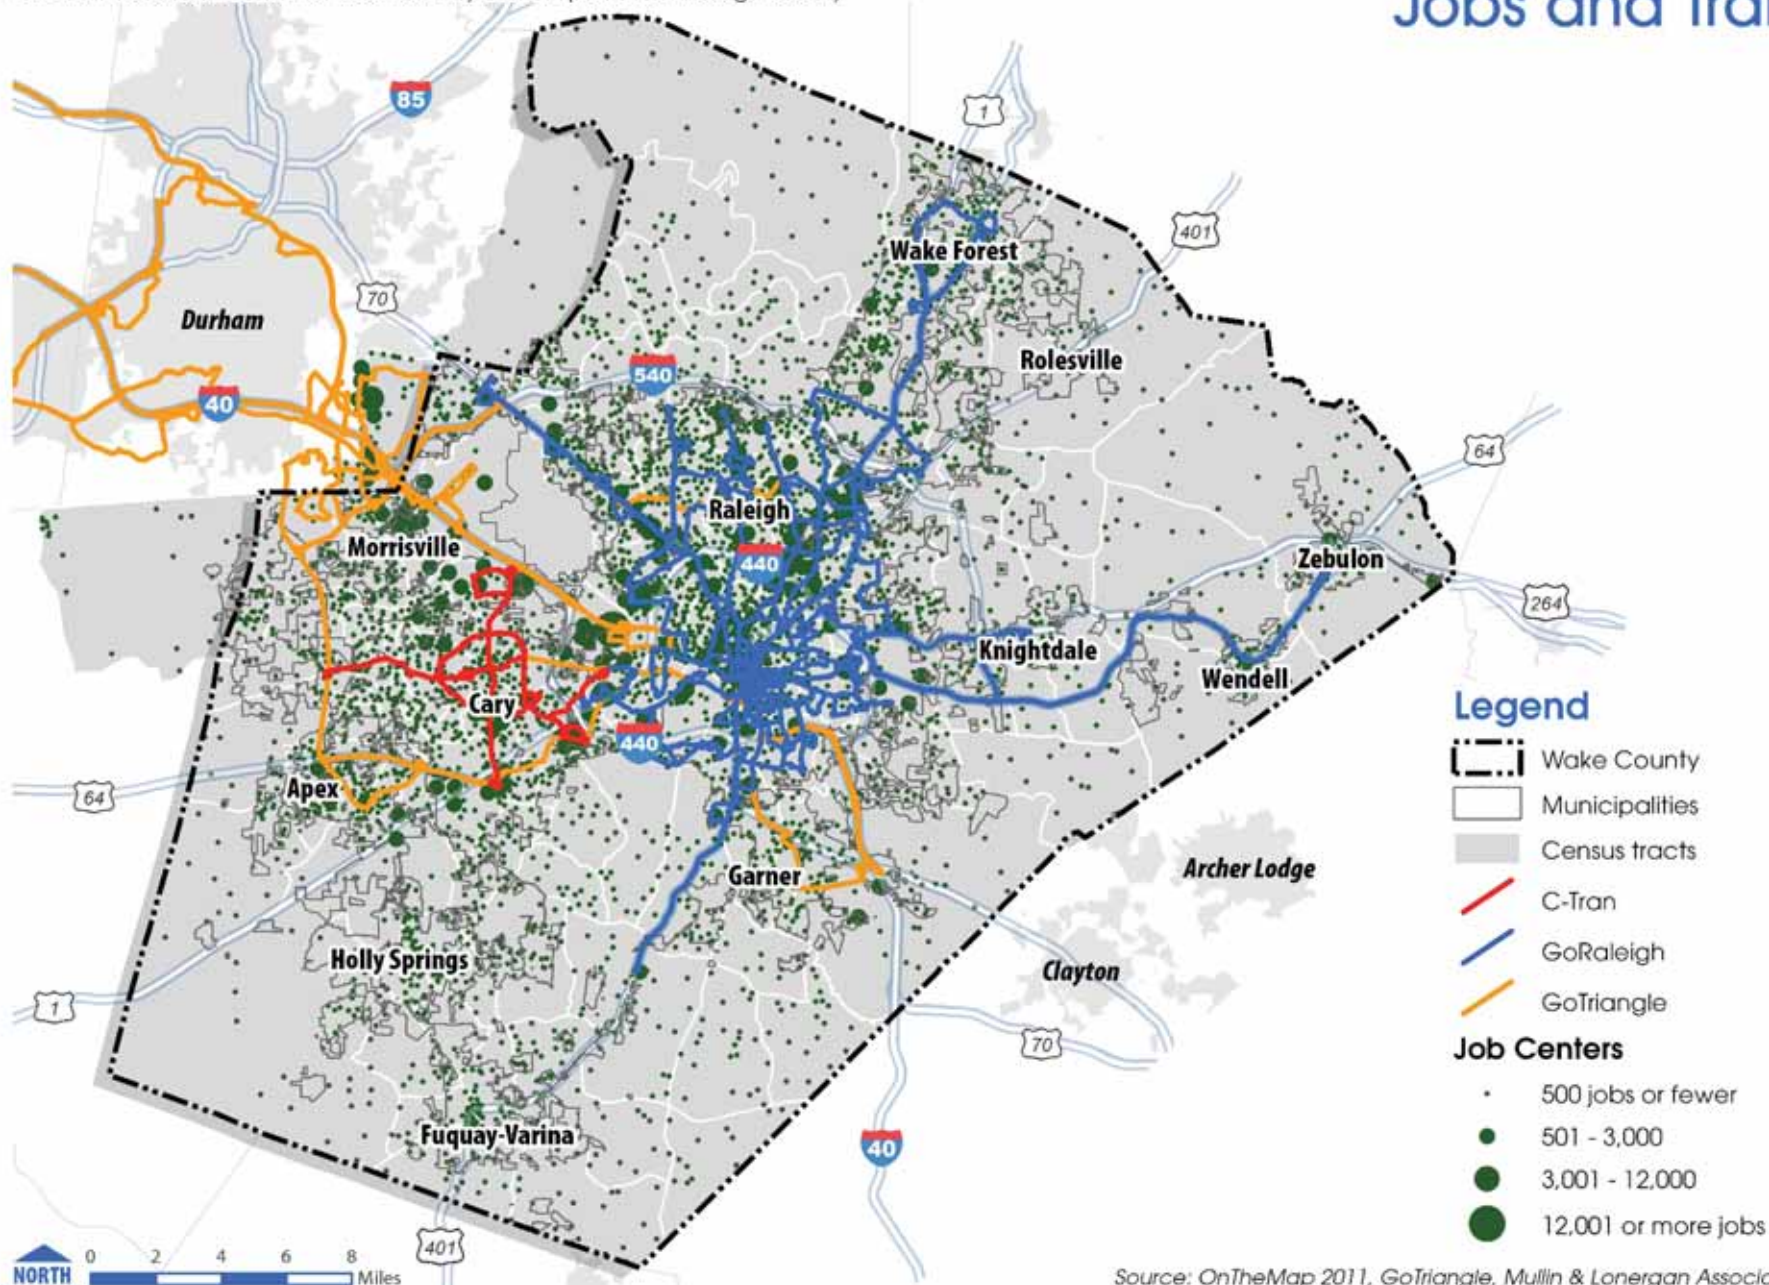 Jobs and Tran
85
1
401
Wake Forest
70
Durham
Rolesville
540
40
64
Raleigh
Morrisville
440
Zebulon
264
Knightdale
Wendell
Cary
440
Apex
64
Garner
Archer Lodge
Holly Springs
Clayton
1
70
Fuquay-Varina
40
401
Legend
Wake County
Municipalities
Census tracts
C-Tran
GoRaleigh
GoTriangle
Job Centers
500 jobs or fewer
501 - 3,000
3,001 - 12,000
12,001 or more jobs
NORTH
0 2 4 6 8 Miles
Source: OnTheMap 2011, GoTriangle, Mullin & Lonergan Associa